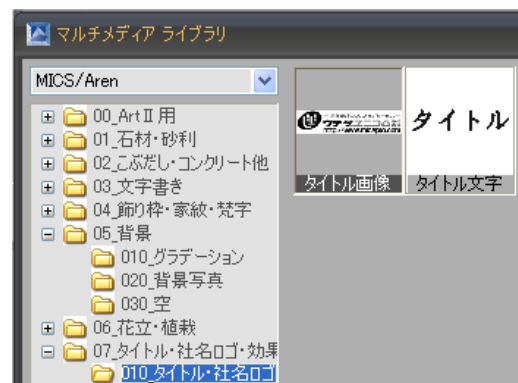 マルチメディア ライブラリ
MICS/Aren
00_ArtⅡ用
01_石材・砂利
02_こぶだし・コンクリート他
03_文字書き
04_飾り枠・家紋・梵字
05_背景
010_グラデーション
020_背景写真
030_空
06_花立・植栽
07_タイトル・社名ロゴ・効果
010_タイトル・社名ロゴ
タイトル
タイトル画像
タイトル文字